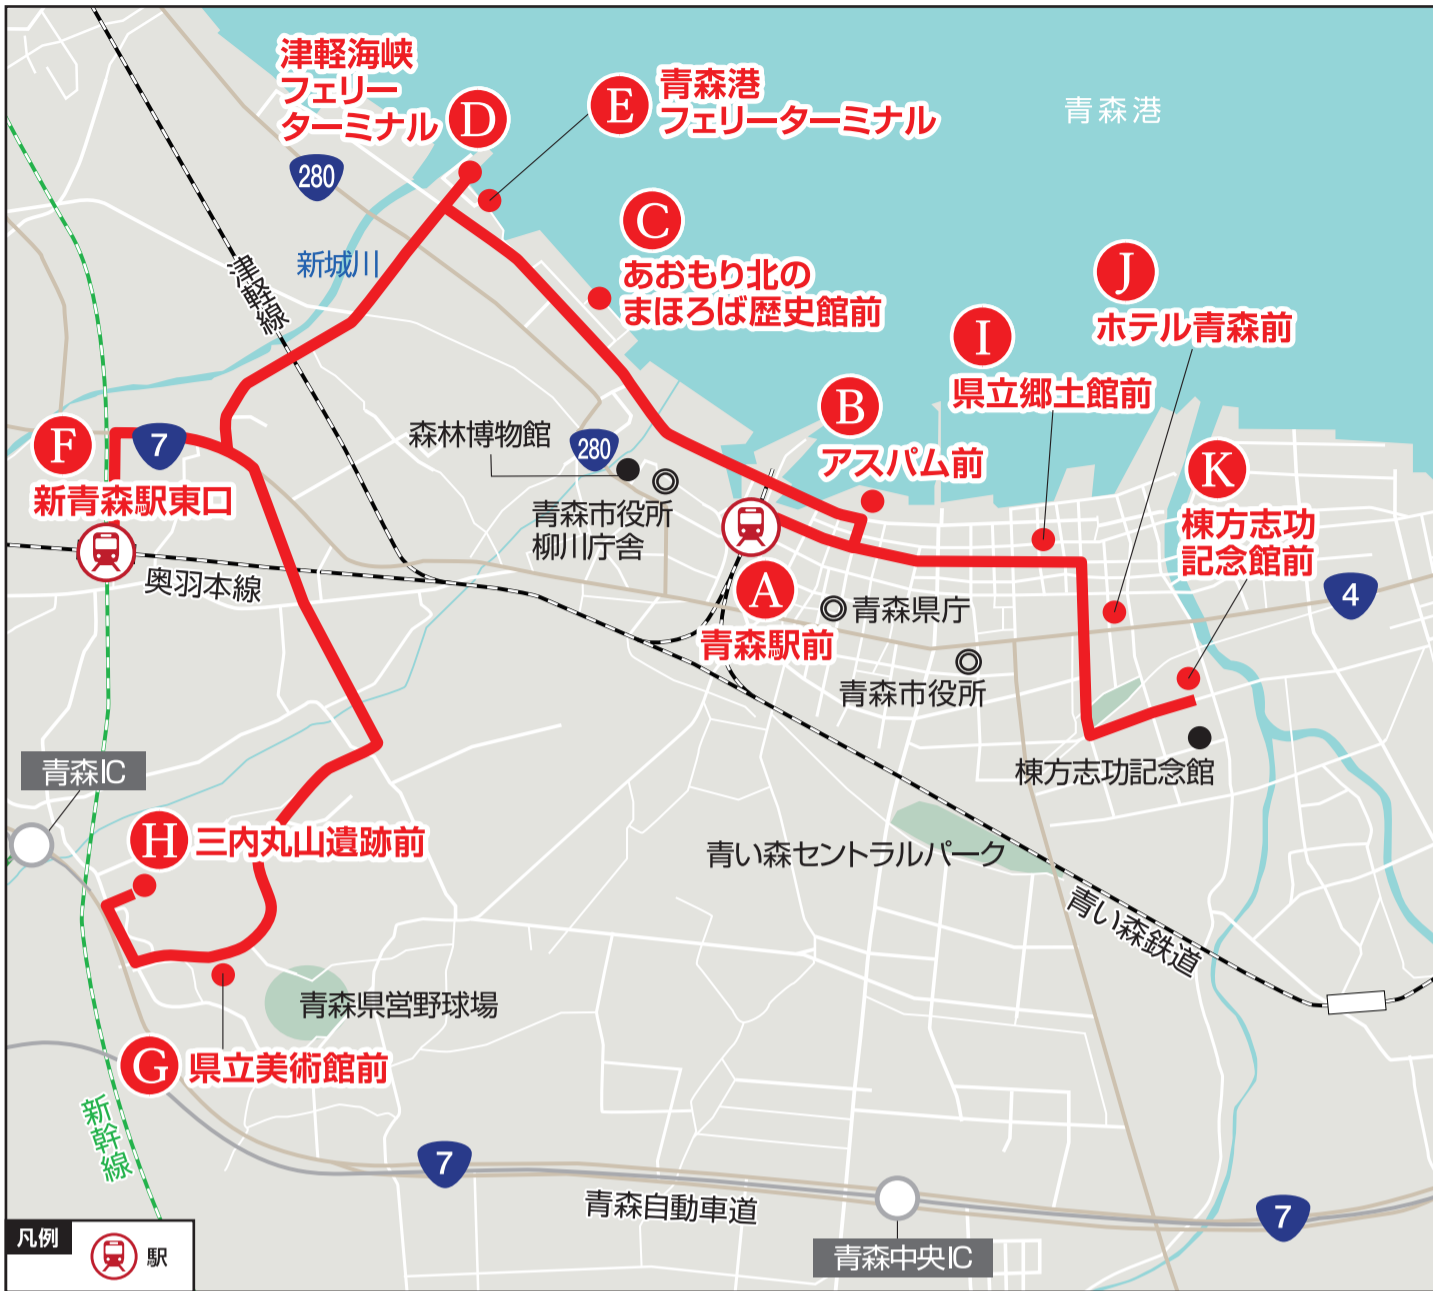 津軽海峡
フェリー
ターミナル
D
E
青森港
フェリーターミナル
青森港
280
C
あおもり北の
まほろば歴史館前
新城川
津軽線
J
ホテル青森前
I
県立郷土館前
B
アスパム前
F
7
新青森駅東口
森林博物館
280
青森市役所
柳川庁舎
K
棟方志功
記念館前
奥羽本線
A
青森駅前
青森県庁
4
青森市役所
棟方志功記念館
青森IC
H
三内丸山遺跡前
青い森セントラルパーク
青い森鉄道
青森県営野球場
G
県立美術館前
新幹線
7
青森自動車道
7
青森中央IC
凡例
駅